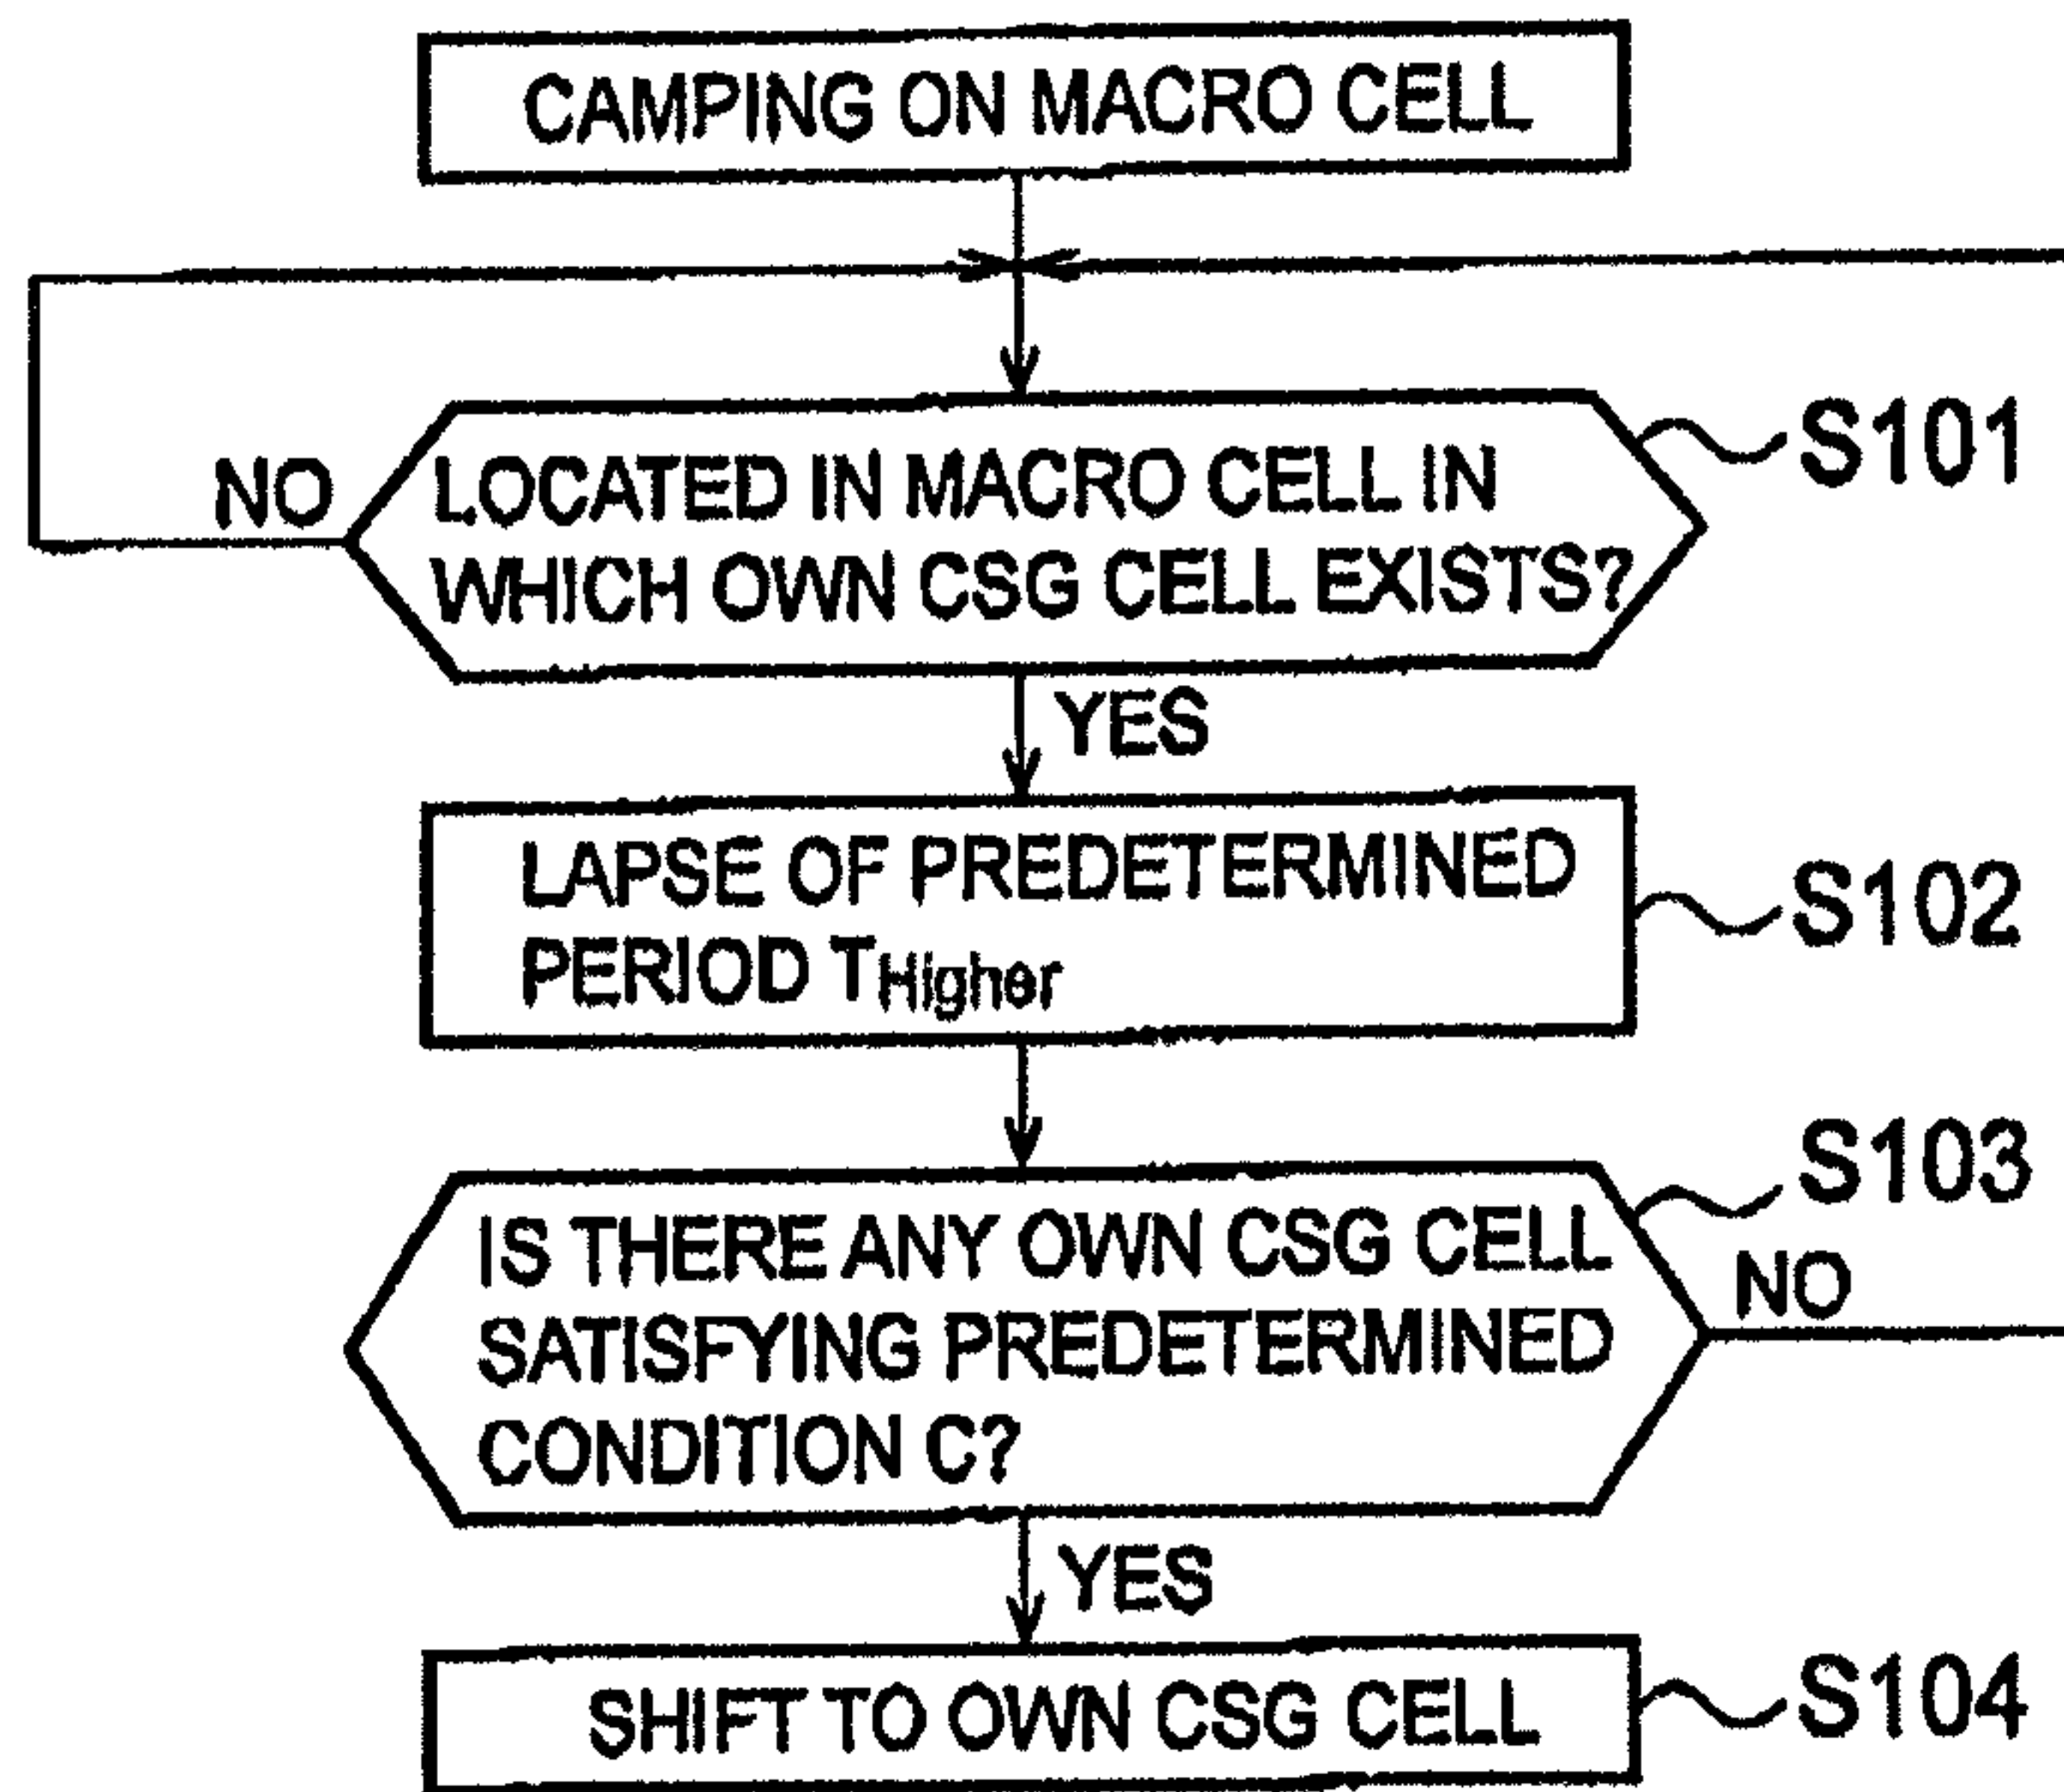 CAMPING ON MACRO CELL
LOCATED IN MACRO CELL IN
WHICH OWN CSG CELL EXISTS?
S101
NO
YES
LAPSE OF PREDETERMINED
PERIOD THigher
S102
IS THERE ANY OWN CSG CELL
SATISFYING PREDETERMINED
CONDITION C?
S103
NO
YES
SHIFT TO OWN CSG CELL
S104